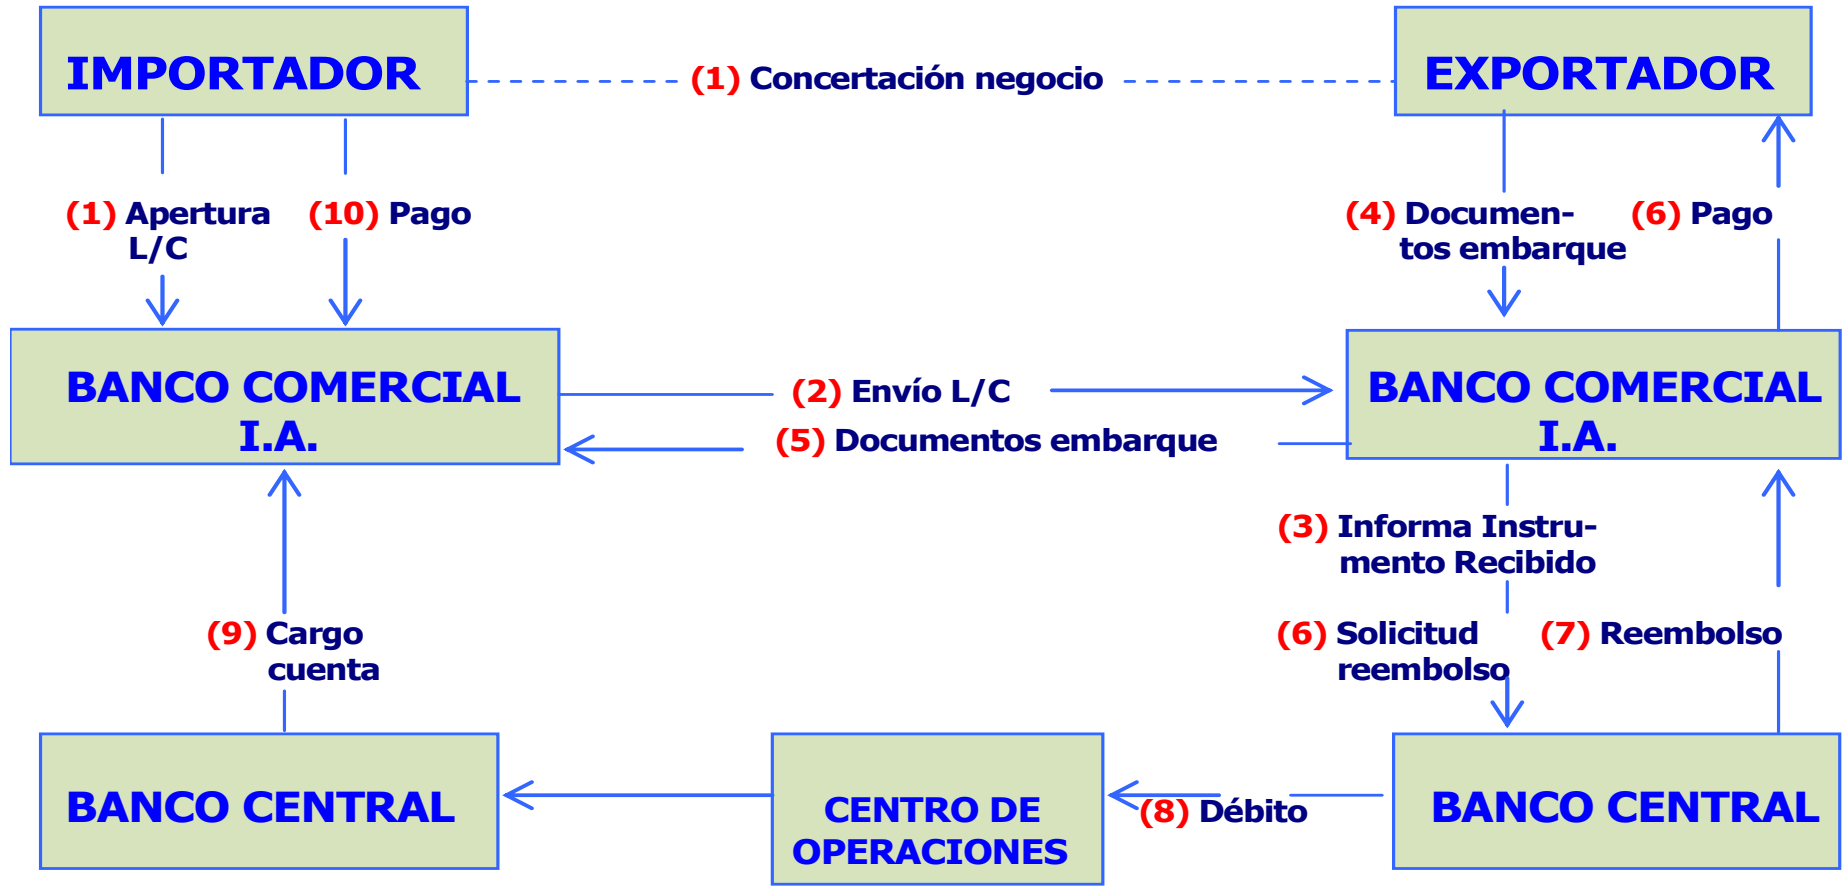 IMPORTADOR
(1) Concertación negocio
EXPORTADOR
(1) Apertura
L/C
(10) Pago
(4) Documen-
tos embarque
(6) Pago
BANCO COMERCIAL
I.A.
(2) Envío L/C
(5) Documentos embarque
BANCO COMERCIAL
I.A.
(3) Informa Instru-
mento Recibido
(9) Cargo
cuenta
(6) Solicitud
reembolso
(7) Reembolso
BANCO CENTRAL
CENTRO DE
OPERACIONES
(8) Débito
BANCO CENTRAL